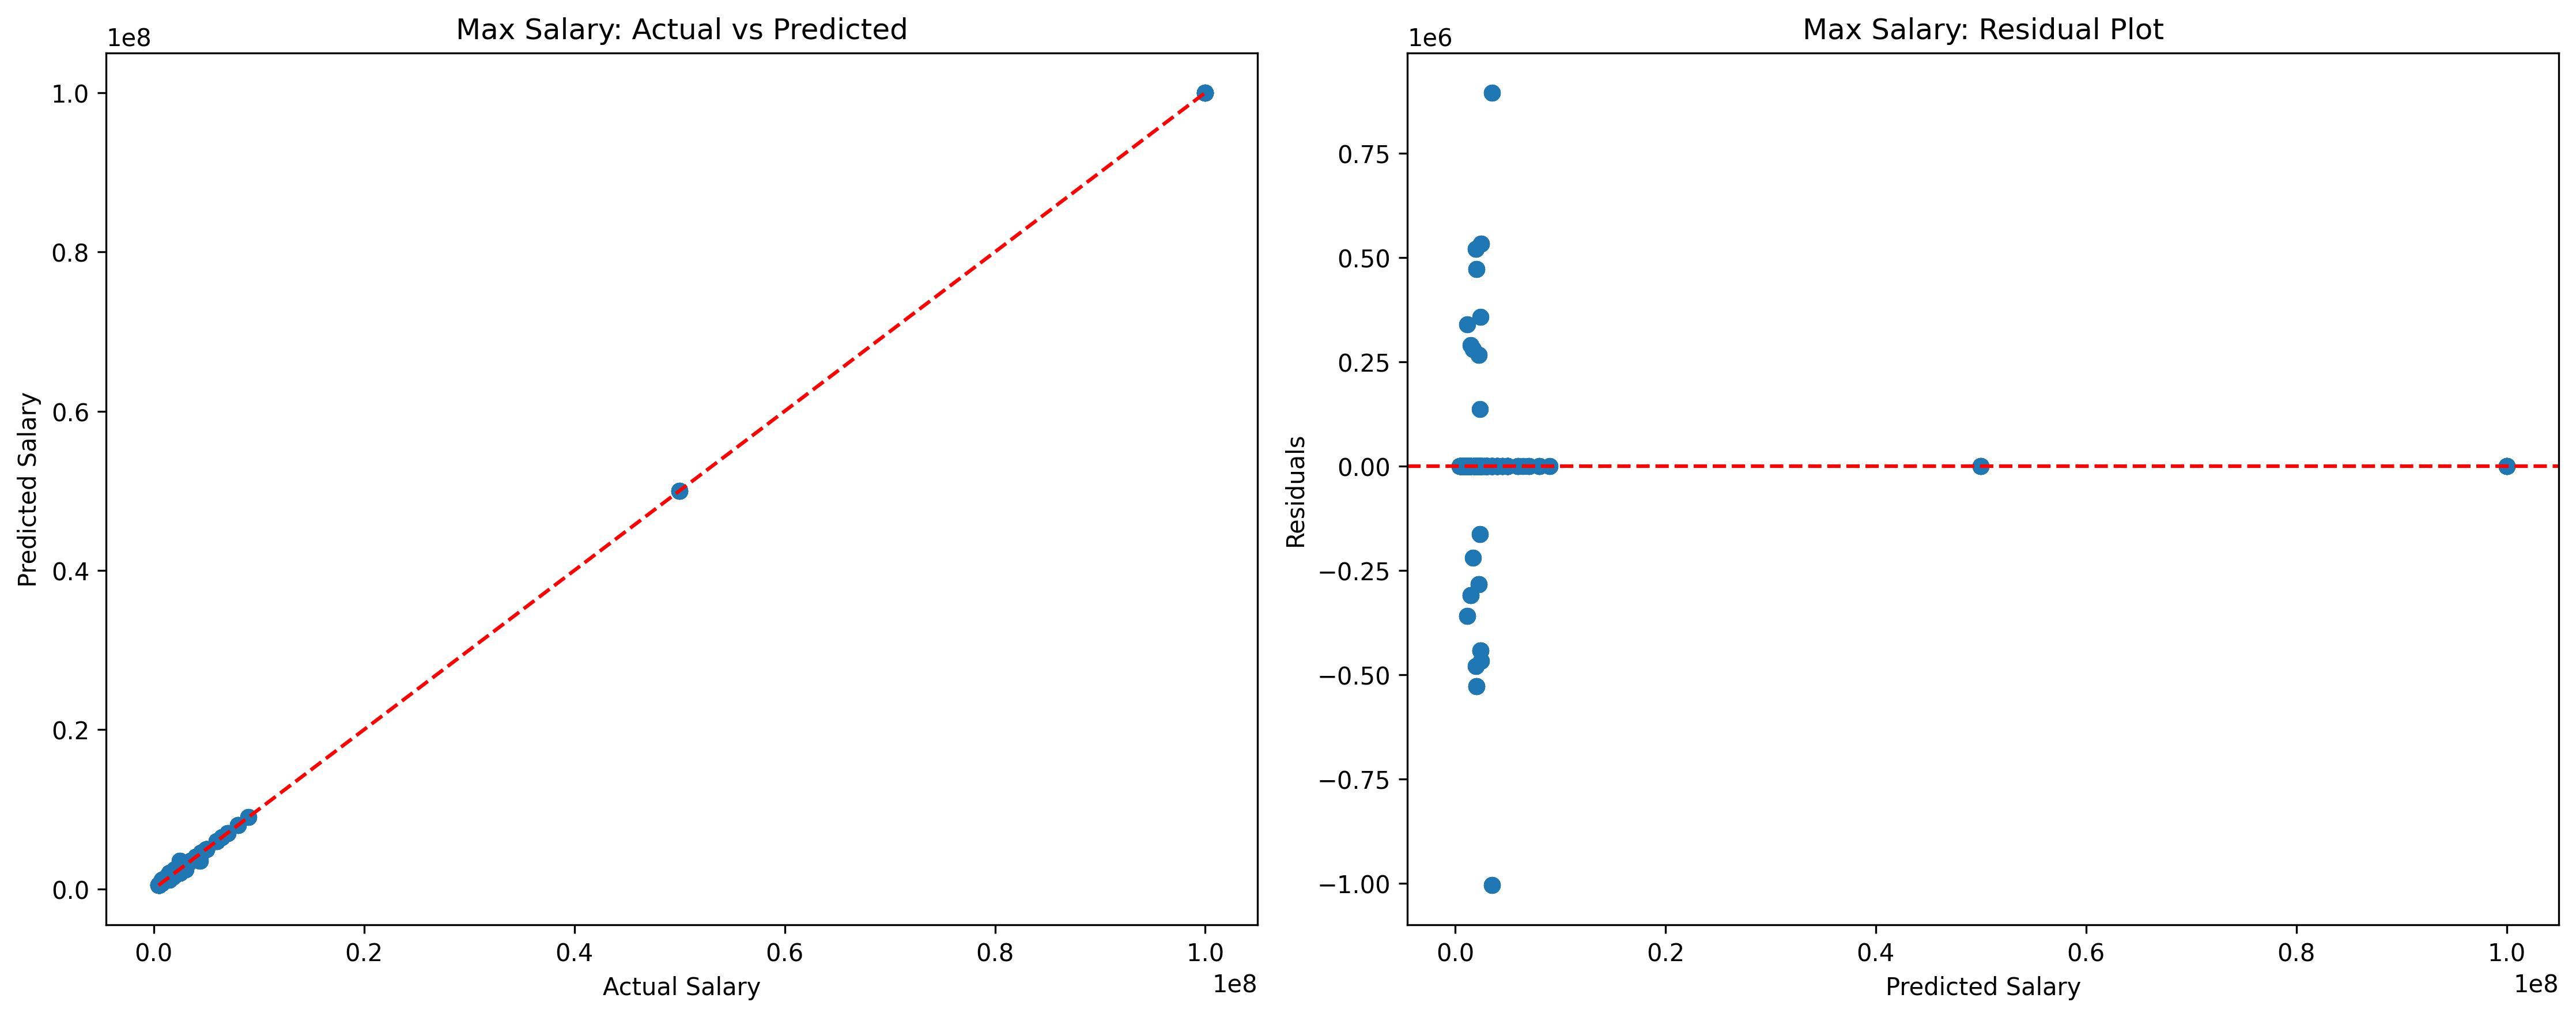 Max Salary: Actual vs Predicted
1e8
1.0
0.8
0.6
0.4
0.2
0.0
Predicted Salary
0.0 0.2 0.4 0.6 0.8 1.0
1e8
Actual Salary
Max Salary: Residual Plot
1e6
0.75
0.50
0.25
0.00
−0.25
−0.50
−0.75
−1.00
Residuals
0.0 0.2 0.4 0.6 0.8 1.0
1e8
Predicted Salary